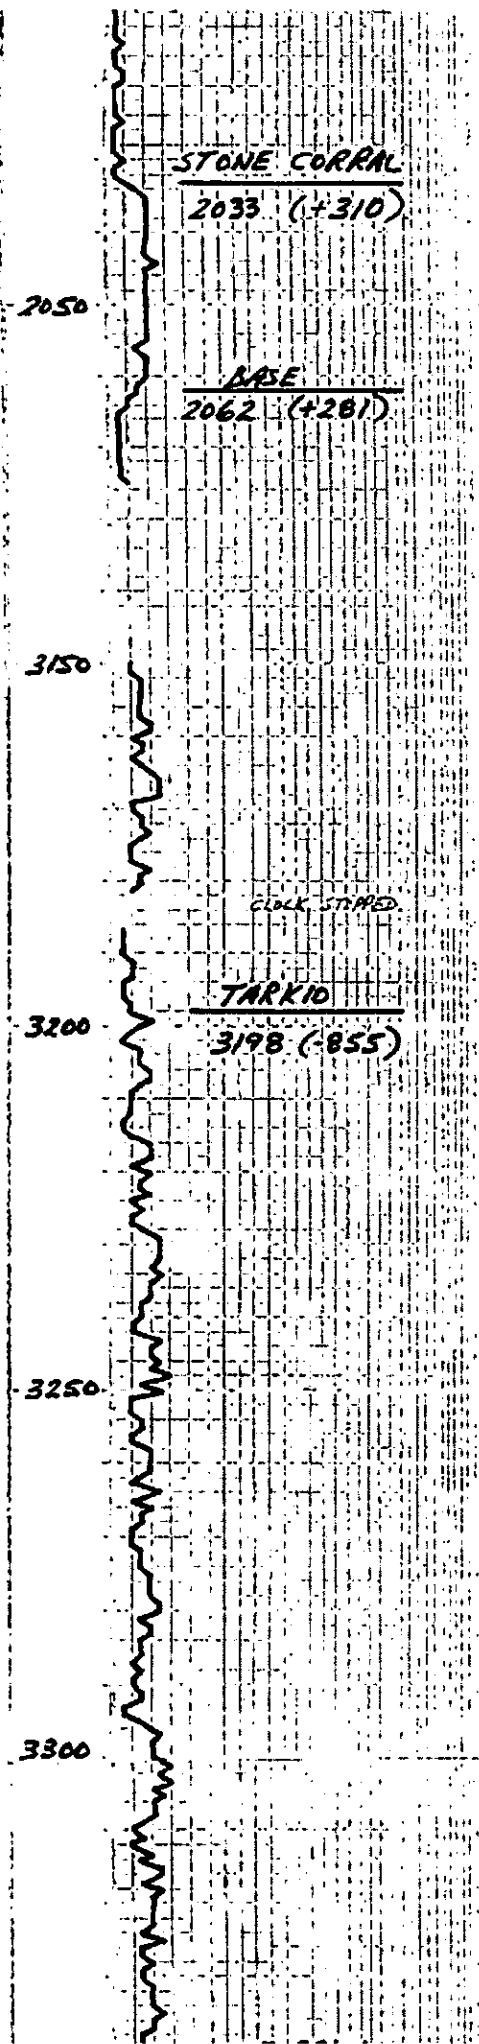 STONE CORRAL
2033 (+310)
2050
BASE
2062 (+281)
3150
CLOCK STOPPED
TARKIO
3200
3198 (-855)
3250
3300